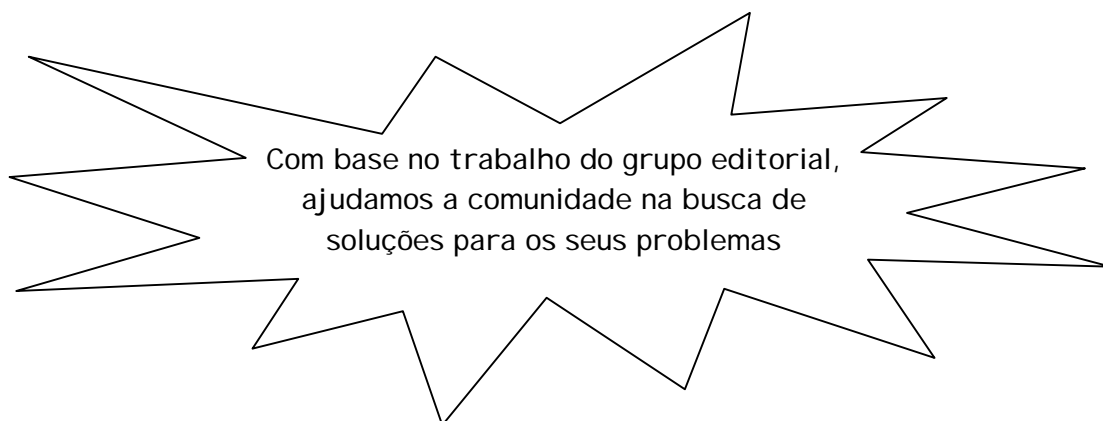 Com base no trabalho do grupo editorial,
ajudamos a comunidade na busca de
soluções para os seus problemas